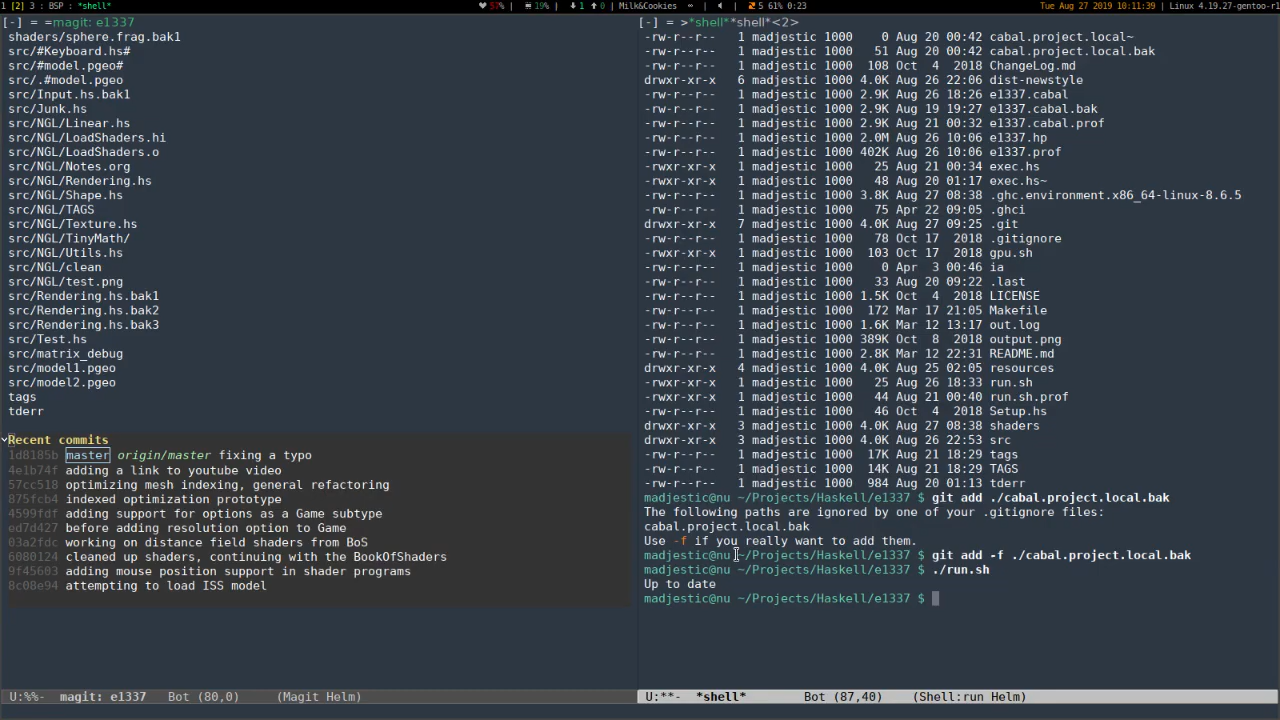 1 [2] 3 : BSP : *shell*
57% | 19% | 1 0 | Milk&Cookies ∞ | | 5 61% 0:23
Tue Aug 27 2019 10:11:39 | Linux 4.19.27-gentoo-r1
[-] = =magit: e1337
shaders/sphere.frag.bak1
src/#Keyboard.hs#
src/#model.pgeo#
src/.#model.pgeo
src/Input.hs.bak1
src/Junk.hs
src/NGL/Linear.hs
src/NGL/LoadShaders.hi
src/NGL/LoadShaders.o
src/NGL/Notes.org
src/NGL/Rendering.hs
src/NGL/Shape.hs
src/NGL/TAGS
src/NGL/Texture.hs
src/NGL/TinyMath/
src/NGL/Utils.hs
src/NGL/clean
src/NGL/test.png
src/Rendering.hs.bak1
src/Rendering.hs.bak2
src/Rendering.hs.bak3
src/Test.hs
src/matrix_debug
src/model1.pgeo
src/model2.pgeo
tags
tderr
Recent commits
1d8185b master origin/master fixing a typo
4e1b74f adding a link to youtube video
57cc518 optimizing mesh indexing, general refactoring
875fcb4 indexed optimization prototype
4599fdf adding support for options as a Game subtype
ed7d427 before adding resolution option to Game
03a2fdc working on distance field shaders from BoS
6080124 cleaned up shaders, continuing with the BookOfShaders
9f45603 adding mouse position support in shader programs
8c08e94 attempting to load ISS model
U:%%- magit: e1337 Bot (80,0) (Magit Helm)
[-] = >*shell**shell*<2>
-rw-r--r-- 1 madjestic 1000 0 Aug 20 00:42 cabal.project.local~
-rw-r--r-- 1 madjestic 1000 51 Aug 20 00:42 cabal.project.local.bak
-rw-r--r-- 1 madjestic 1000 108 Oct 4 2018 ChangeLog.md
drwxr-xr-x 6 madjestic 1000 4.0K Aug 26 22:06 dist-newstyle
-rw-r--r-- 1 madjestic 1000 2.9K Aug 26 18:26 e1337.cabal
-rw-r--r-- 1 madjestic 1000 2.9K Aug 19 19:27 e1337.cabal.bak
-rw-r--r-- 1 madjestic 1000 2.9K Aug 21 00:32 e1337.cabal.prof
-rw-r--r-- 1 madjestic 1000 2.0M Aug 26 10:06 e1337.hp
-rw-r--r-- 1 madjestic 1000 402K Aug 26 10:06 e1337.prof
-rwxr-xr-x 1 madjestic 1000 25 Aug 21 00:34 exec.hs
-rwxr-xr-x 1 madjestic 1000 48 Aug 20 01:17 exec.hs~
-rw-r--r-- 1 madjestic 1000 3.8K Aug 27 08:38 .ghc.environment.x86_64-linux-8.6.5
-rw-r--r-- 1 madjestic 1000 75 Apr 22 09:05 .ghci
drwxr-xr-x 7 madjestic 1000 4.0K Aug 27 09:25 .git
-rw-r--r-- 1 madjestic 1000 78 Oct 17 2018 .gitignore
-rwxr-xr-x 1 madjestic 1000 103 Oct 17 2018 gpu.sh
-rw-r--r-- 1 madjestic 1000 0 Apr 3 00:46 ia
-rw-r--r-- 1 madjestic 1000 33 Aug 20 09:22 .last
-rw-r--r-- 1 madjestic 1000 1.5K Oct 4 2018 LICENSE
-rw-r--r-- 1 madjestic 1000 172 Mar 17 21:05 Makefile
-rw-r--r-- 1 madjestic 1000 1.6K Mar 12 13:17 out.log
-rw-r--r-- 1 madjestic 1000 389K Oct 8 2018 output.png
-rw-r--r-- 1 madjestic 1000 2.8K Mar 12 22:31 README.md
drwxr-xr-x 4 madjestic 1000 4.0K Aug 25 02:05 resources
-rwxr-xr-x 1 madjestic 1000 25 Aug 26 18:33 run.sh
-rwxr-xr-x 1 madjestic 1000 44 Aug 21 00:40 run.sh.prof
-rw-r--r-- 1 madjestic 1000 46 Oct 4 2018 Setup.hs
drwxr-xr-x 3 madjestic 1000 4.0K Aug 27 08:38 shaders
drwxr-xr-x 3 madjestic 1000 4.0K Aug 26 22:53 src
-rw-r--r-- 1 madjestic 1000 17K Aug 21 18:29 tags
-rw-r--r-- 1 madjestic 1000 14K Aug 21 18:29 TAGS
-rw-r--r-- 1 madjestic 1000 984 Aug 20 01:13 tderr
madjestic@nu ~/Projects/Haskell/e1337 $ git add ./cabal.project.local.bak
The following paths are ignored by one of your .gitignore files:
cabal.project.local.bak
Use -f if you really want to add them.
madjestic@nu ~/Projects/Haskell/e1337 $ git add -f ./cabal.project.local.bak
madjestic@nu ~/Projects/Haskell/e1337 $ ./run.sh
Up to date
madjestic@nu ~/Projects/Haskell/e1337 $
U:**- *shell* Bot (87,40) (Shell:run Helm)